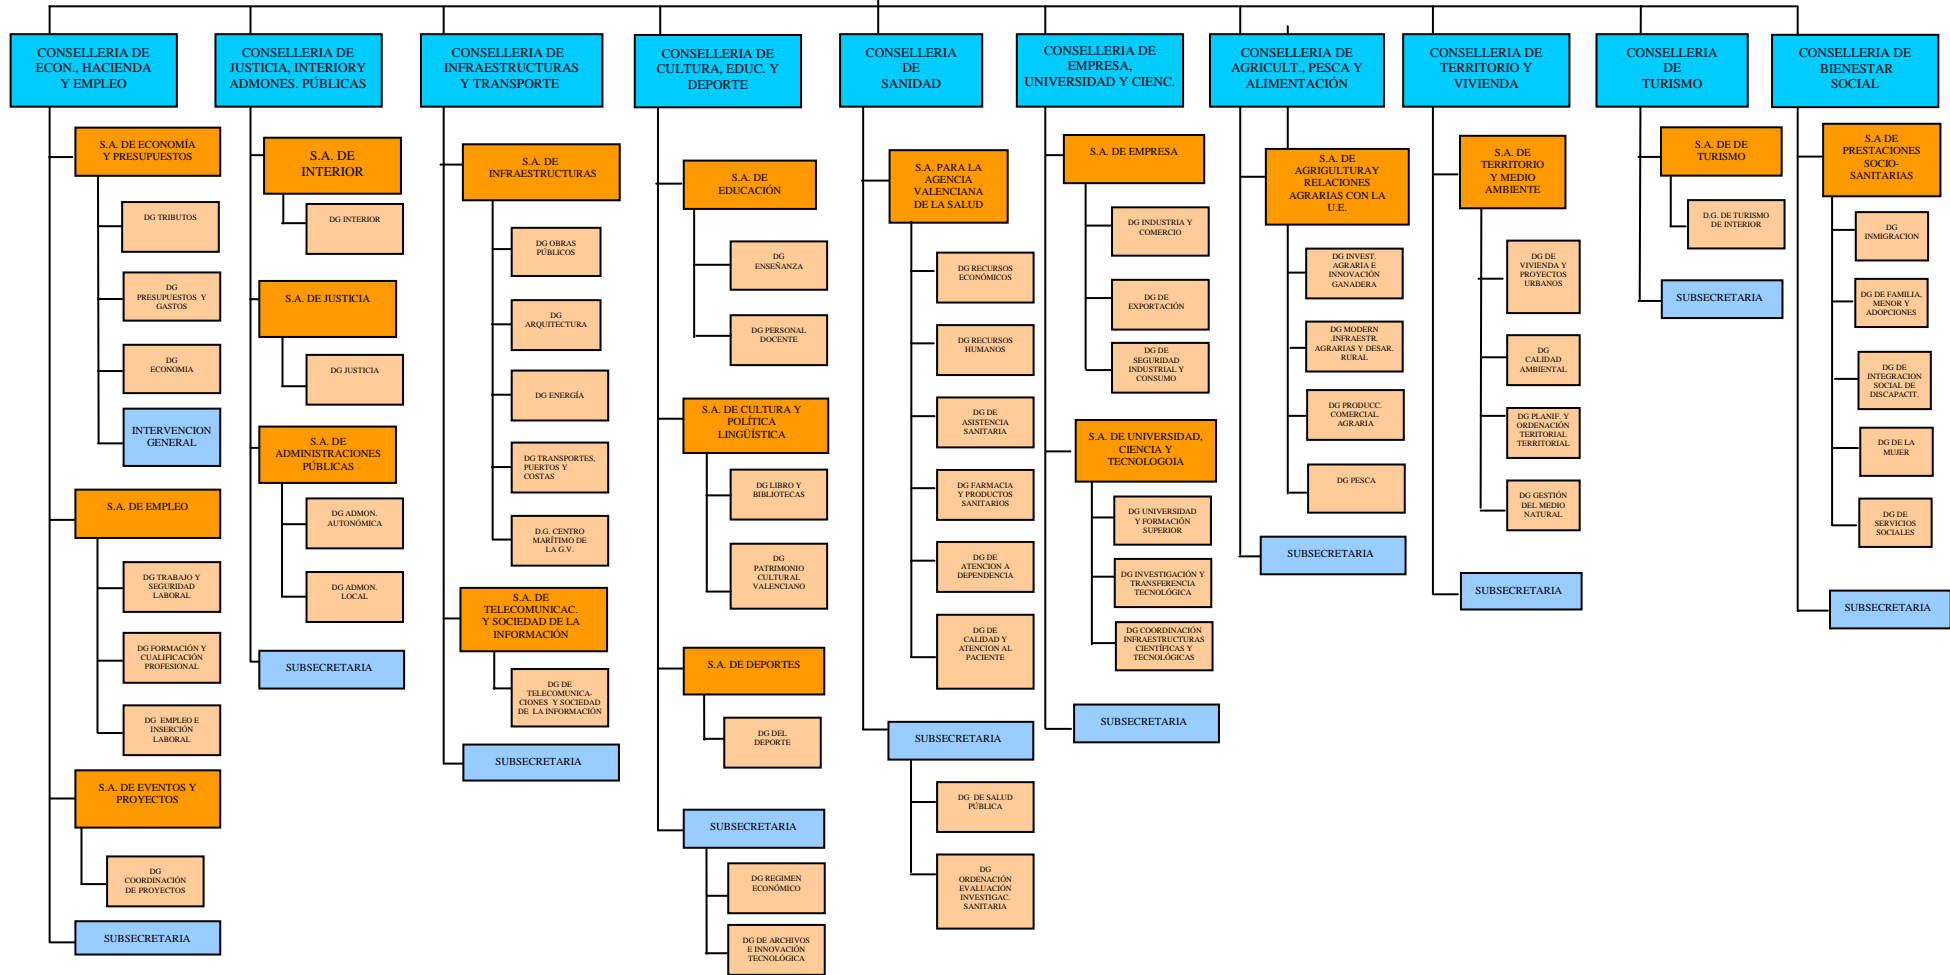 CONSELLERIA DE
ECON., HACIENDA
Y EMPLEO
S.A. DE ECONOMÍA
Y PRESUPUESTOS
DG TRIBUTOS
DG
PRESUPUESTOS Y
GASTOS
DG
ECONOMIA
INTERVENCION
GENERAL
S.A. DE EMPLEO
DG TRABAJO Y
SEGURIDAD
LABORAL
DG FORMACIÓN Y
CUALIFICACIÓN
PROFESIONAL
DG EMPLEO E
INSERCIÓN
LABORAL
S.A. DE EVENTOS Y
PROYECTOS
DG
COORDINACIÓN
DE PROYECTOS
SUBSECRETARIA
CONSELLERIA DE
JUSTICIA, INTERIORY
ADMONES. PÚBLICAS
S.A. DE
INTERIOR
DG INTERIOR
S.A. DE JUSTICIA
DG JUSTICIA
S.A. DE
ADMINISTRACIONES
PÚBLICAS
DG ADMON.
AUTONÓMICA
DG ADMON.
LOCAL
SUBSECRETARIA
CONSELLERIA DE
INFRAESTRUCTURAS
Y TRANSPORTE
S.A. DE
INFRAESTRUCTURAS
DG OBRAS
PÚBLICOS
DG
ARQUITECTURA
DG ENERGÍA
DG TRANSPORTES,
PUERTOS Y
COSTAS
D.G. CENTRO
MARÍTIMO DE
LA G.V.
S.A. DE
TELECOMUNICAC.
Y SOCIEDAD DE LA
INFORMACIÓN
DG DE
TELECOMUNICA-
CIONES Y SOCIEDAD
DE LA INFORMACIÓN
SUBSECRETARIA
CONSELLERIA DE
CULTURA, EDUC. Y
DEPORTE
S.A. DE
EDUCACIÓN
DG
ENSEÑANZA
DG PERSONAL
DOCENTE
S.A. DE CULTURA Y
POLÍTICA
LINGÜÍSTICA
DG LIBRO Y
BIBLIOTECAS
DG
PATRIMONIO
CULTURAL
VALENCIANO
S.A. DE DEPORTES
DG DEL
DEPORTE
SUBSECRETARIA
DG REGIMEN
ECONÓMICO
DG DE ARCHIVOS
E INNOVACIÓN
TECNOLÓGICA
CONSELLERIA
DE
SANIDAD
S.A. PARA LA
AGENCIA
VALENCIANA
DE LA SALUD
DG RECURSOS
ECONÓMICOS
DG RECURSOS
HUMANOS
DG DE
ASISTENCIA
SANITARIA
DG FARMACIA
Y PRODUCTOS
SANITARIOS
DG DE
ATENCION A
DEPENDENCIA
DG DE
CALIDAD Y
ATENCION AL
PACIENTE
SUBSECRETARIA
DG DE SALUD
PÚBLICA
DG
ORDENACIÓN
EVALUACIÓN
INVESTIGAC.
SANITARIA
CONSELLERIA DE
EMPRESA,
UNIVERSIDAD Y CIENC.
S.A. DE EMPRESA
DG INDUSTRIA Y
COMERCIO
DG DE
EXPORTACIÓN
DG DE
SEGURIDAD
INDUSTRIAL Y
CONSUMO
S.A. DE UNIVERSIDAD,
CIENCIA Y
TECNOLOGOIA
DG UNIVERSIDAD
Y FORMACIÓN
SUPERIOR
DG INVESTIGACIÓN Y
TRANSFERENCIA
TECNOLÓGICA
DG COORDINACIÓN
INFRAESTRUCTURAS
CIENTÍFICAS Y
TECNOLÓGICAS
SUBSECRETARIA
CONSELLERIA DE
AGRICULT., PESCA Y
ALIMENTACIÓN
S.A. DE
AGRIGULTURAY
RELACIONES
AGRARIAS CON LA
U.E.
DG INVEST.
AGRARIA E
INNOVACIÓN
GANADERA
DG MODERN
.INFRAESTR.
AGRARIAS Y DESAR.
RURAL
DG PRODUCC.
COMERCIAL.
AGRARIA
DG PESCA
SUBSECRETARIA
CONSELLERIA DE
TERRITORIO Y
VIVIENDA
S.A. DE
TERRITORIO
Y MEDIO
AMBIENTE
DG DE
VIVIENDA Y
PROYECTOS
URBANOS
DG
CALIDAD
AMBIENTAL
DG PLANIF. Y
ORDENACIÓN
TERITORIAL
TERRITORIAL
DG GESTIÓN
DEL MEDIO
NATURAL
SUBSECRETARIA
CONSELLERIA
DE
TURISMO
S.A. DE DE
TURISMO
D.G. DE TURISMO
DE INTERIOR
SUBSECRETARIA
CONSELLERIA DE
BIENESTAR
SOCIAL
S.A DE
PRESTACIONES
SOCIO-
SANITARIAS
DG
INMIGRACION
DG DE FAMILIA,
MENOR Y
ADOPCIONES
DG DE
INTEGRACION
SOCIAL DE
DISCAPACIT.
DG DE LA
MUJER
DG DE
SERVICIOS
SOCIALES
SUBSECRETARIA